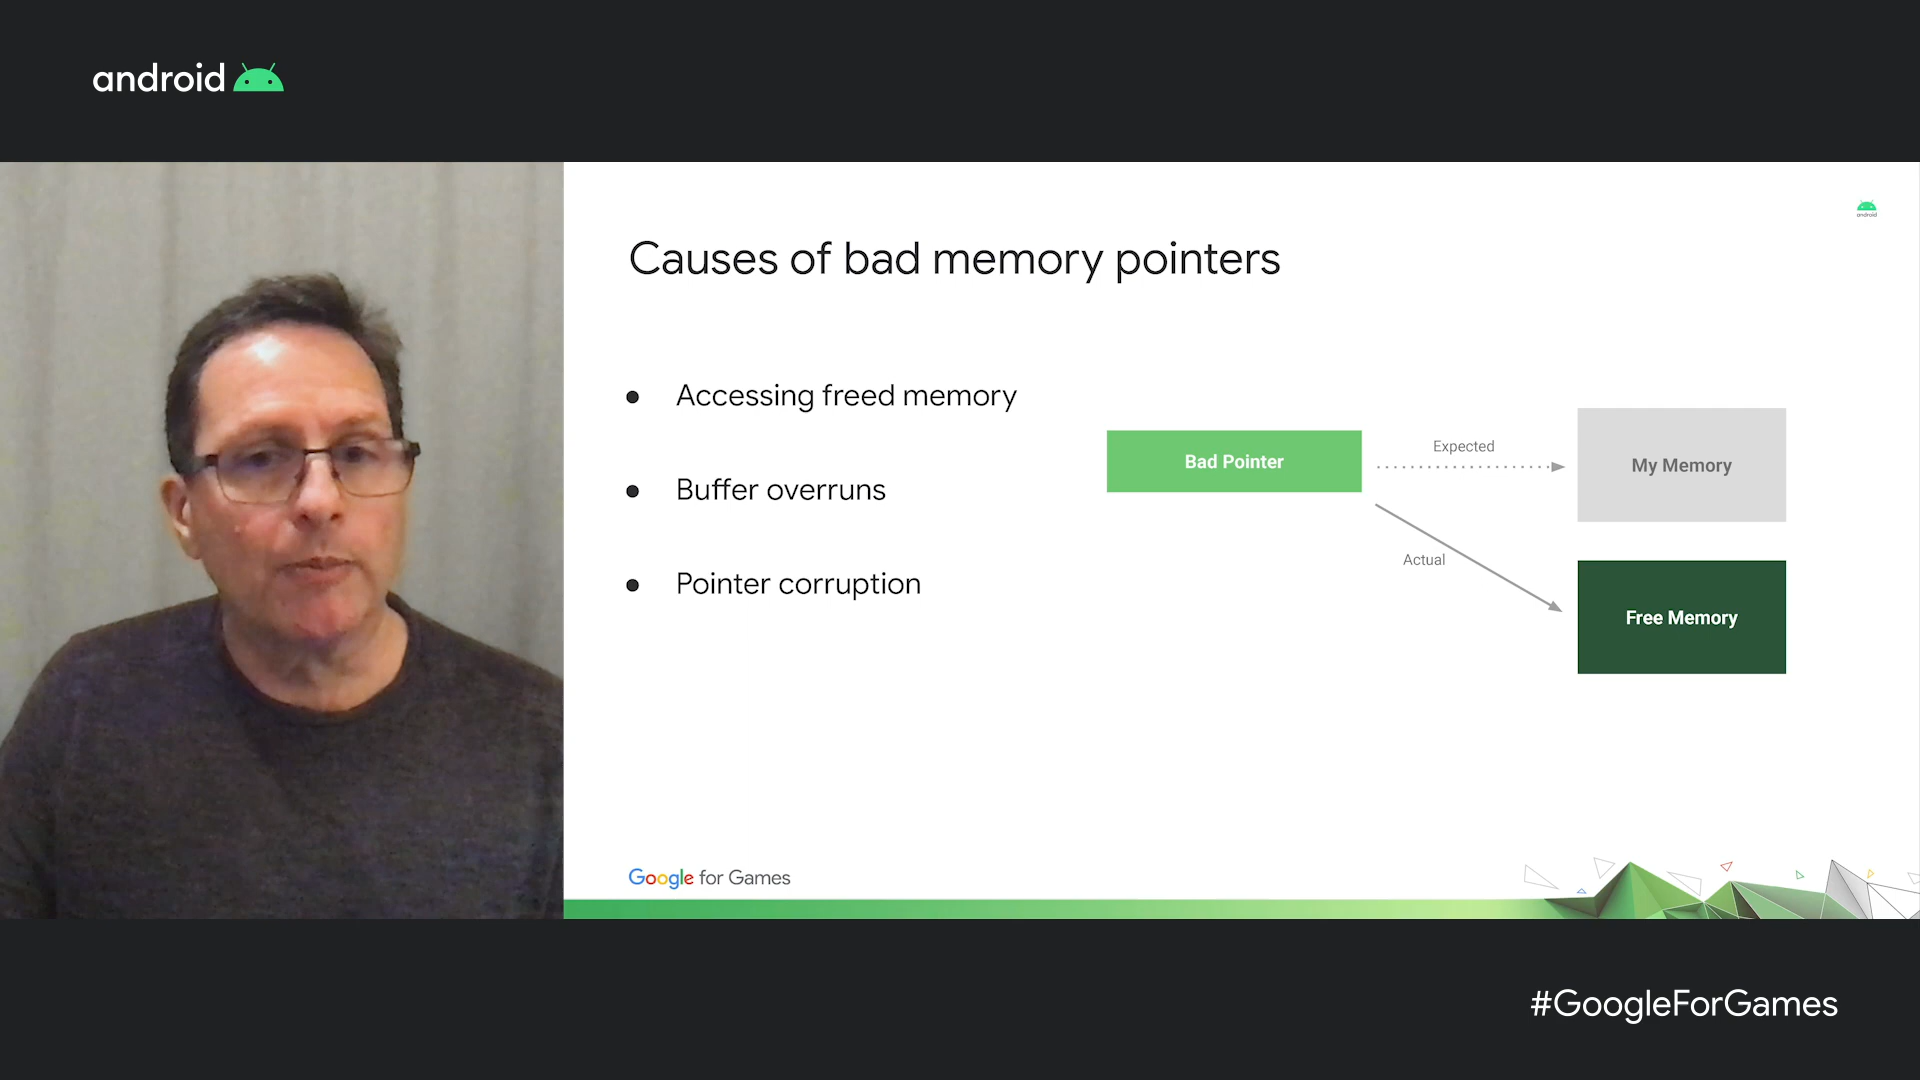 android
android
Causes of bad memory pointers
Accessing freed memory
Buffer overruns
Pointer corruption
Bad Pointer
Expected
My Memory
Actual
Free Memory
Google for Games
#GoogleForGames